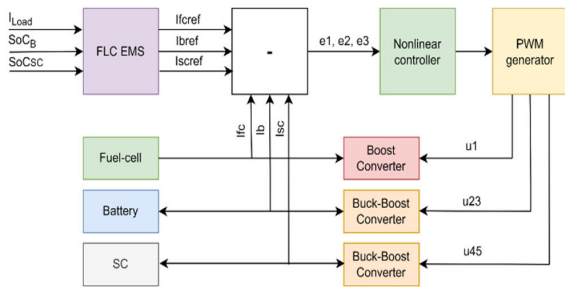 ILoad
SoCB
SoCSC
FLC EMS
Ifcref
Ibref
Iscref
-
e1, e2, e3
Nonlinear
controller
PWM
generator
Ifc
Ib
Isc
Fuel-cell
Boost
Converter
u1
Battery
Buck-Boost
Converter
u23
SC
Buck-Boost
Converter
u45